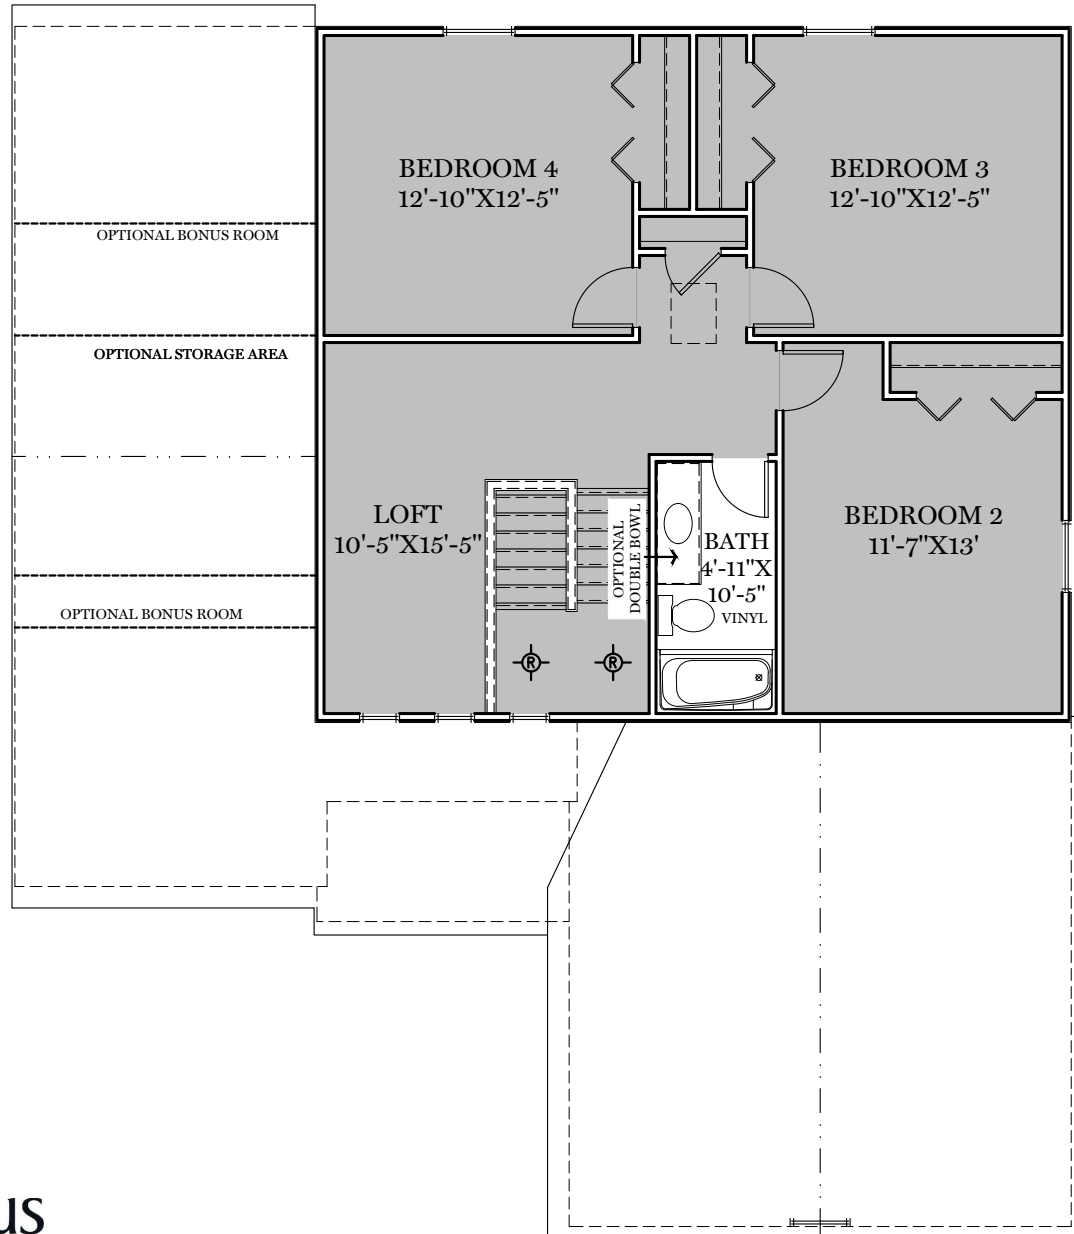 BEDROOM 4
12'-10"X12'-5"
BEDROOM 3
12'-10"X12'-5"
OPTIONAL BONUS ROOM
OPTIONAL STORAGE AREA
LOFT
10'-5"X15'-5"
OPTIONAL
DOUBLE BOWL
BATH
4'-11"X
10'-5"
VINYL
BEDROOM 2
11'-7"X13'
OPTIONAL BONUS ROOM
R
R
us